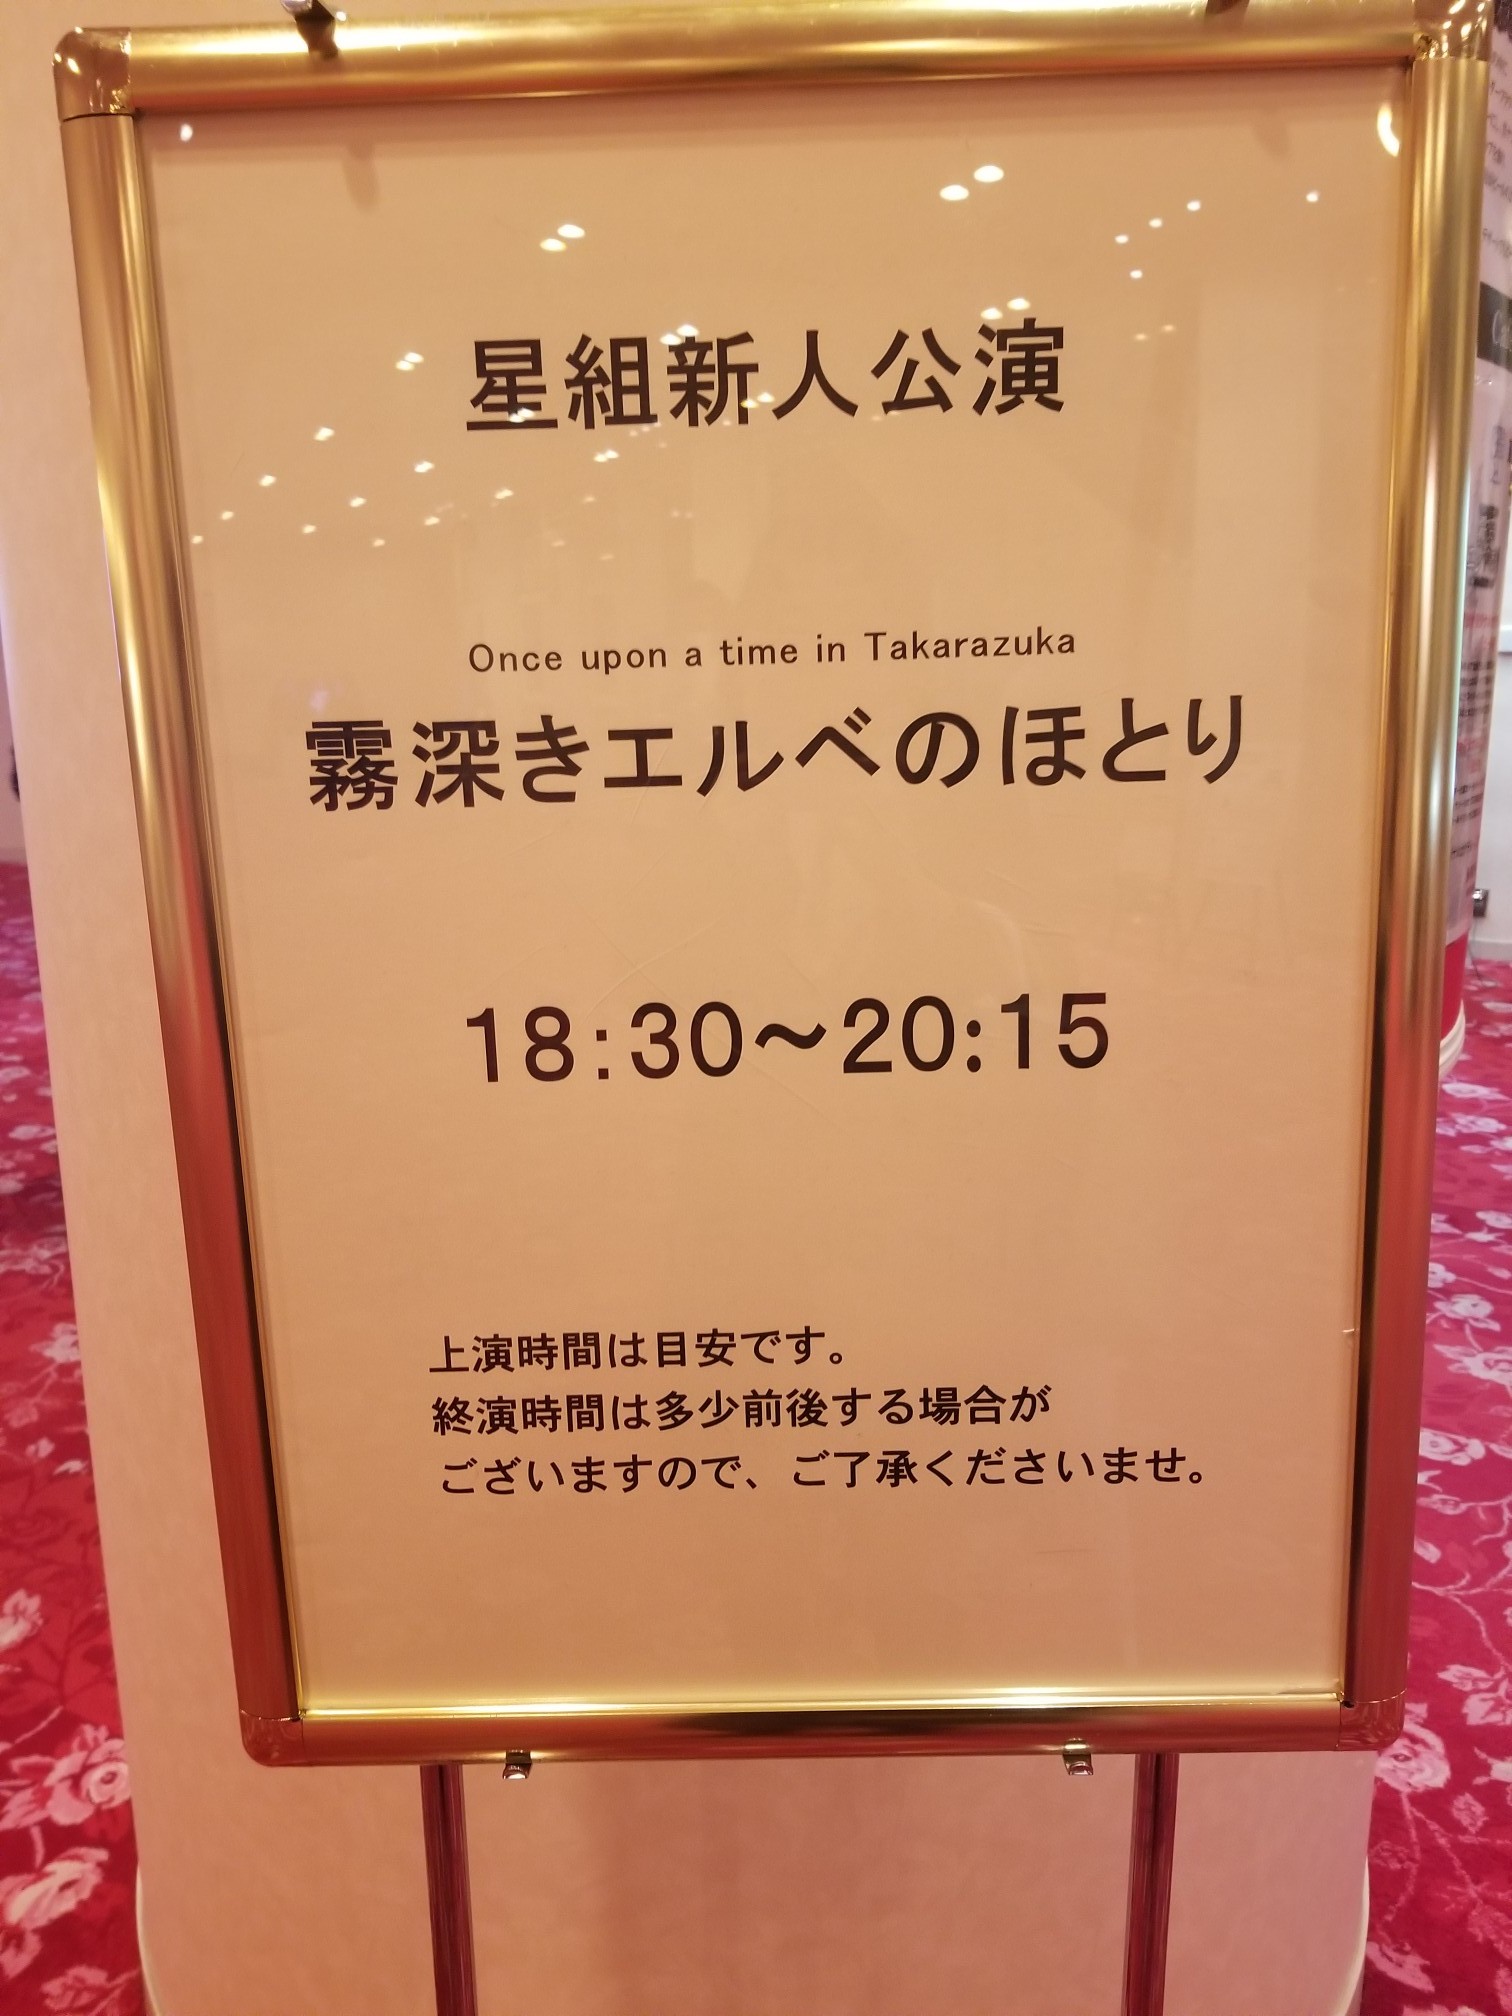 星組新人公演
Once upon a time in Takarazuka
霧深きエルベのほとり
18:30～20:15
上演時間は目安です。
終演時間は多少前後する場合が
ございますので、ご了承くださいませ。